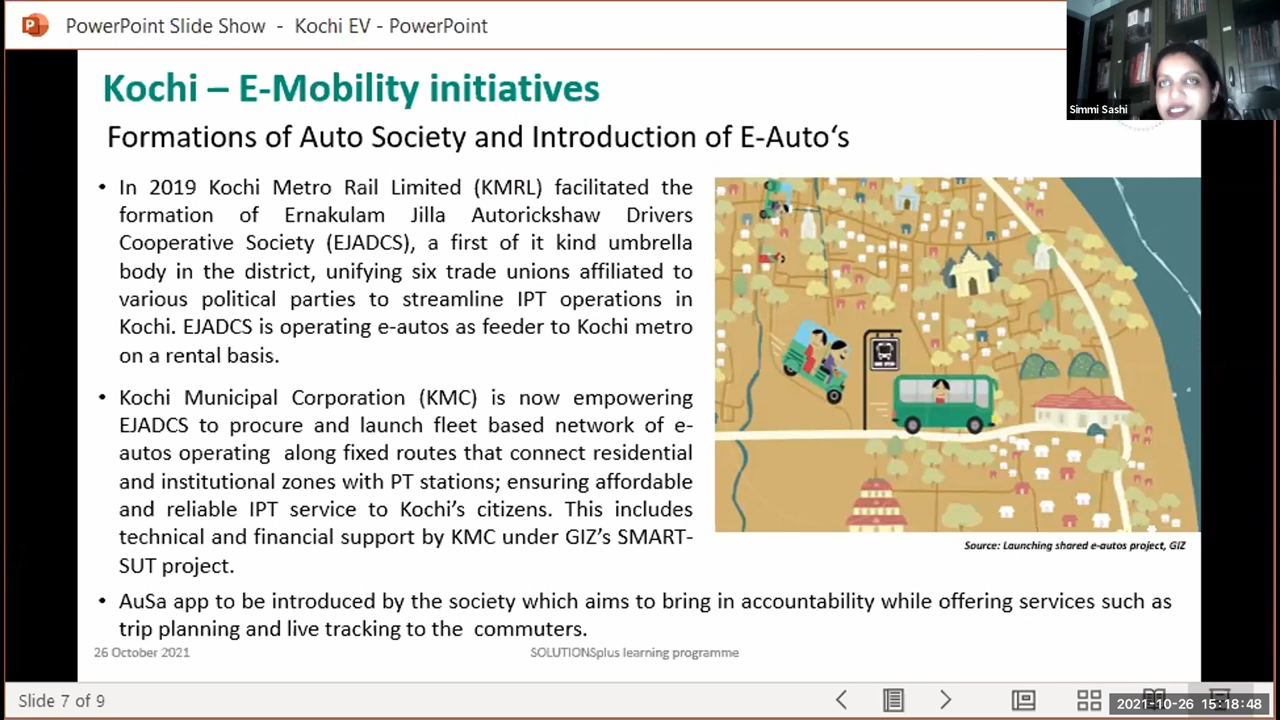 PowerPoint Slide Show - Kochi EV - PowerPoint
Simmi Sashi
Kochi – E-Mobility initiatives
Formations of Auto Society and Introduction of E-Auto‘s
• In 2019 Kochi Metro Rail Limited (KMRL) facilitated the
formation of Ernakulam Jilla Autorickshaw Drivers
Cooperative Society (EJADCS), a first of it kind umbrella
body in the district, unifying six trade unions affiliated to
various political parties to streamline IPT operations in
Kochi. EJADCS is operating e-autos as feeder to Kochi metro
on a rental basis.
• Kochi Municipal Corporation (KMC) is now empowering
EJADCS to procure and launch fleet based network of e-
autos operating along fixed routes that connect residential
and institutional zones with PT stations; ensuring affordable
and reliable IPT service to Kochi’s citizens. This includes
technical and financial support by KMC under GIZ’s SMART-
SUT project.
BUS STOP
Source: Launching shared e-autos project, GIZ
• AuSa app to be introduced by the society which aims to bring in accountability while offering services such as
trip planning and live tracking to the commuters.
26 October 2021
SOLUTIONSplus learning programme
Slide 7 of 9
2021-10-26 15:18:48